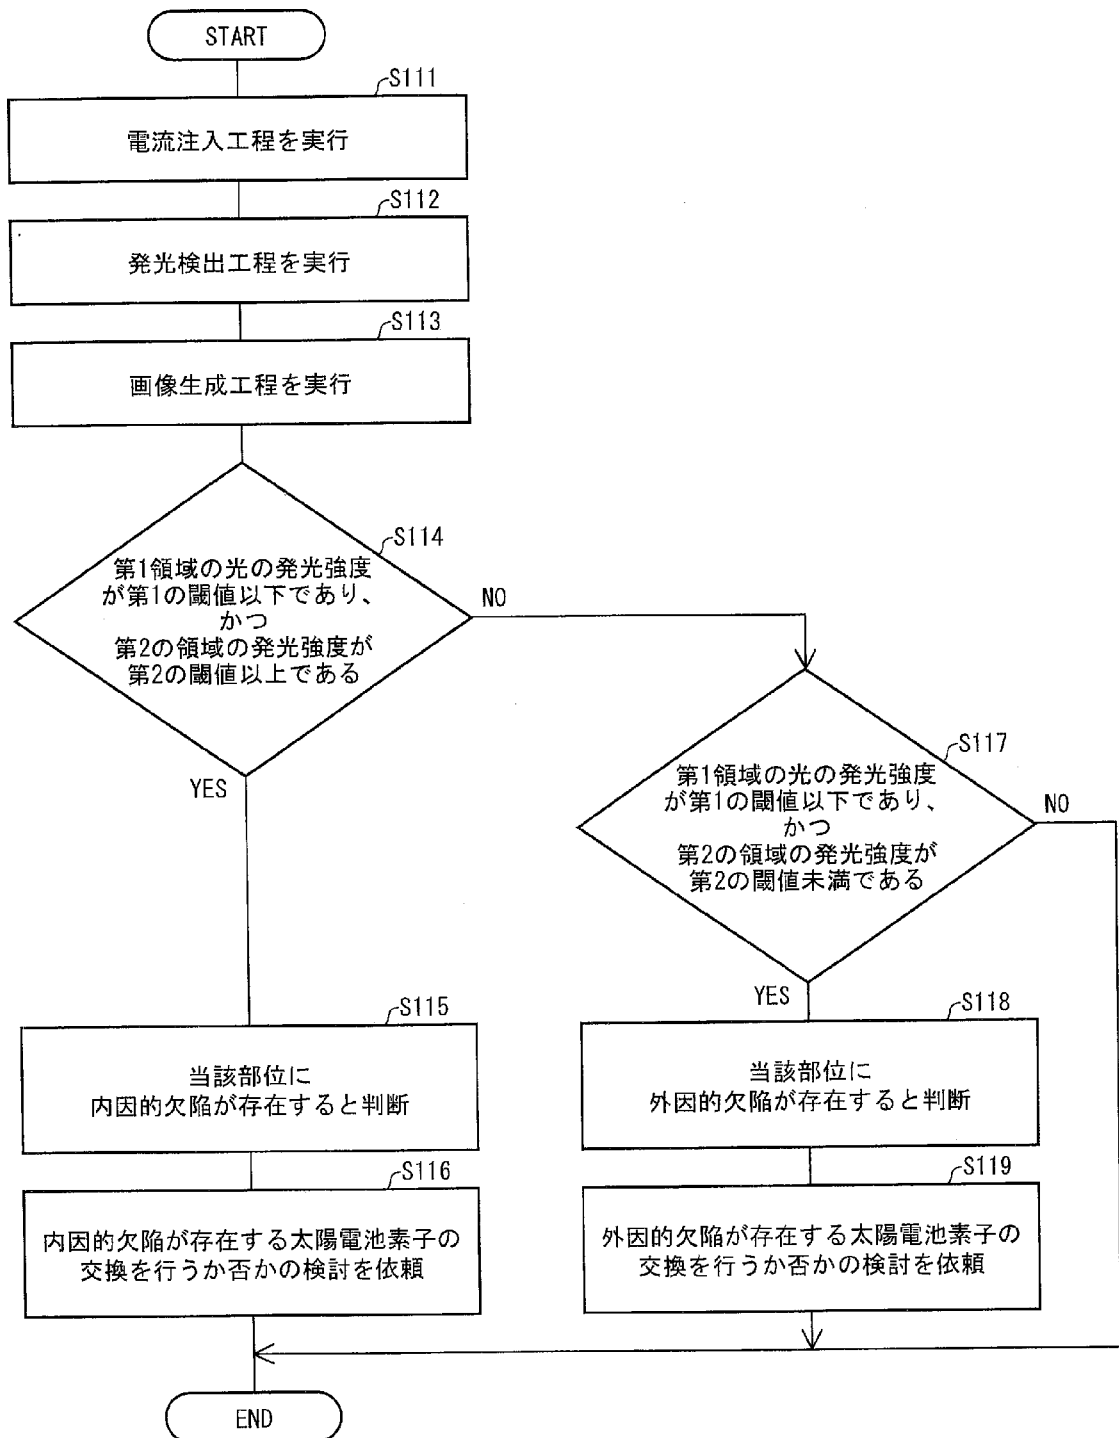 START
S111
電流注入工程を実行
S112
発光検出工程を実行
S113
画像生成工程を実行
S114
第1領域の光の発光強度
が第1の閾値以下であり、
かつ
第2の領域の発光強度が
第2の閾値以上である
NO
YES
S117
第1領域の光の発光強度
が第1の閾値以下であり、
かつ
第2の領域の発光強度が
第2の閾値未満である
NO
YES
S115
当該部位に
内因的欠陥が存在すると判断
S116
内因的欠陥が存在する太陽電池素子の
交換を行うか否かの検討を依頼
S118
当該部位に
外因的欠陥が存在すると判断
S119
外因的欠陥が存在する太陽電池素子の
交換を行うか否かの検討を依頼
END